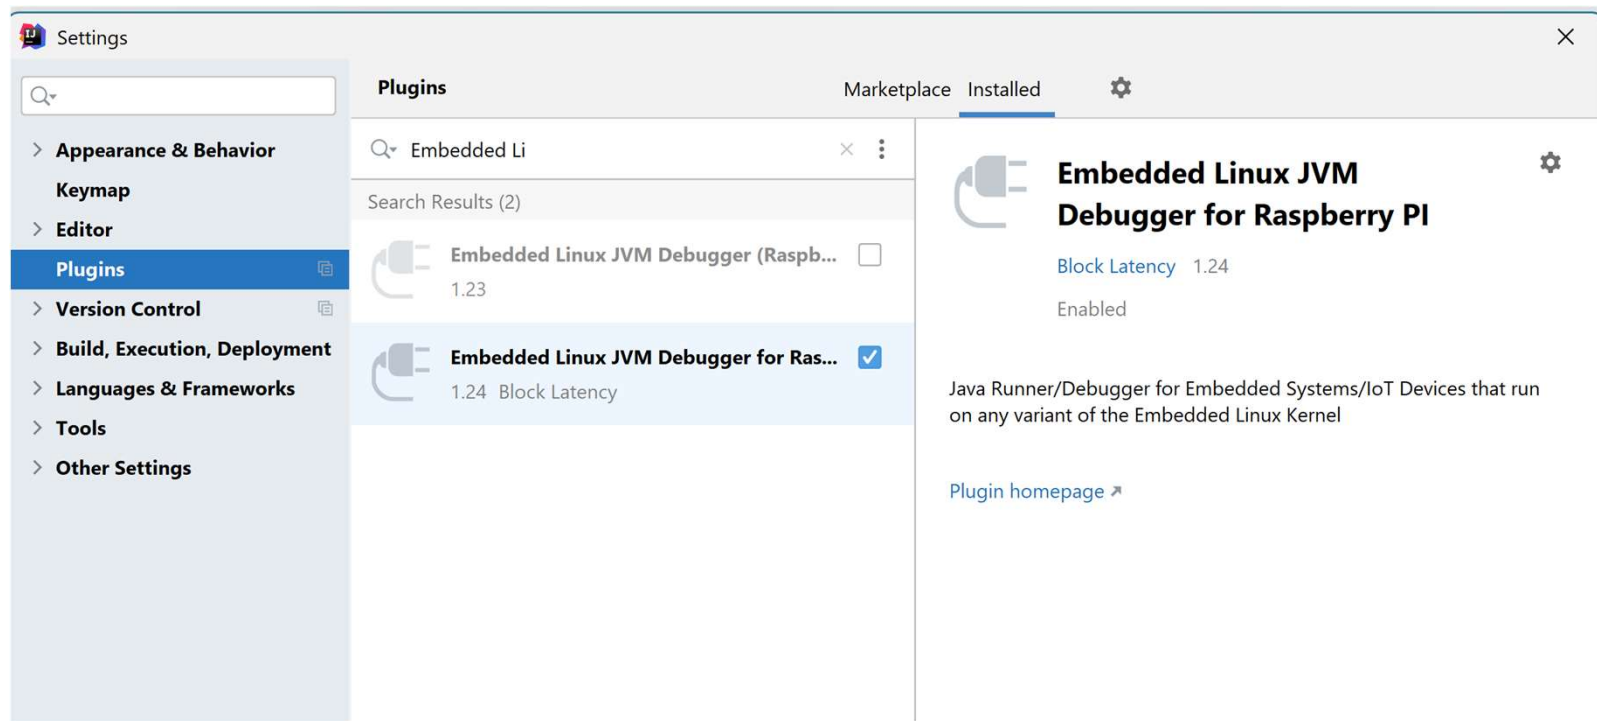 Settings
Plugins
Marketplace Installed
Appearance & Behavior
Keymap
Editor
Plugins
Version Control
Build, Execution, Deployment
Languages & Frameworks
Tools
Other Settings
Embedded Li
Search Results (2)
Embedded Linux JVM Debugger (Raspb...
1.23
Embedded Linux JVM Debugger for Ras...
1.24 Block Latency
Embedded Linux JVM
Debugger for Raspberry PI
Block Latency 1.24
Enabled
Java Runner/Debugger for Embedded Systems/IoT Devices that run
on any variant of the Embedded Linux Kernel
Plugin homepage